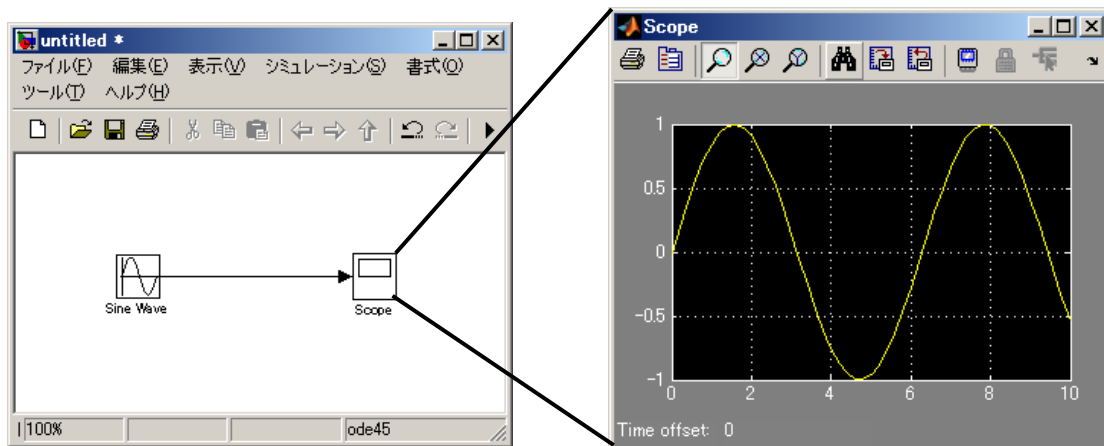 untitled *
ファイル(F) 編集(E) 表示(V) シミュレーション(S) 書式(O)
ツール(T) ヘルプ(H)
Sine Wave
Scope
100%
ode45
Scope
1
0.5
0
-0.5
-1
0 2 4 6 8 10
Time offset: 0